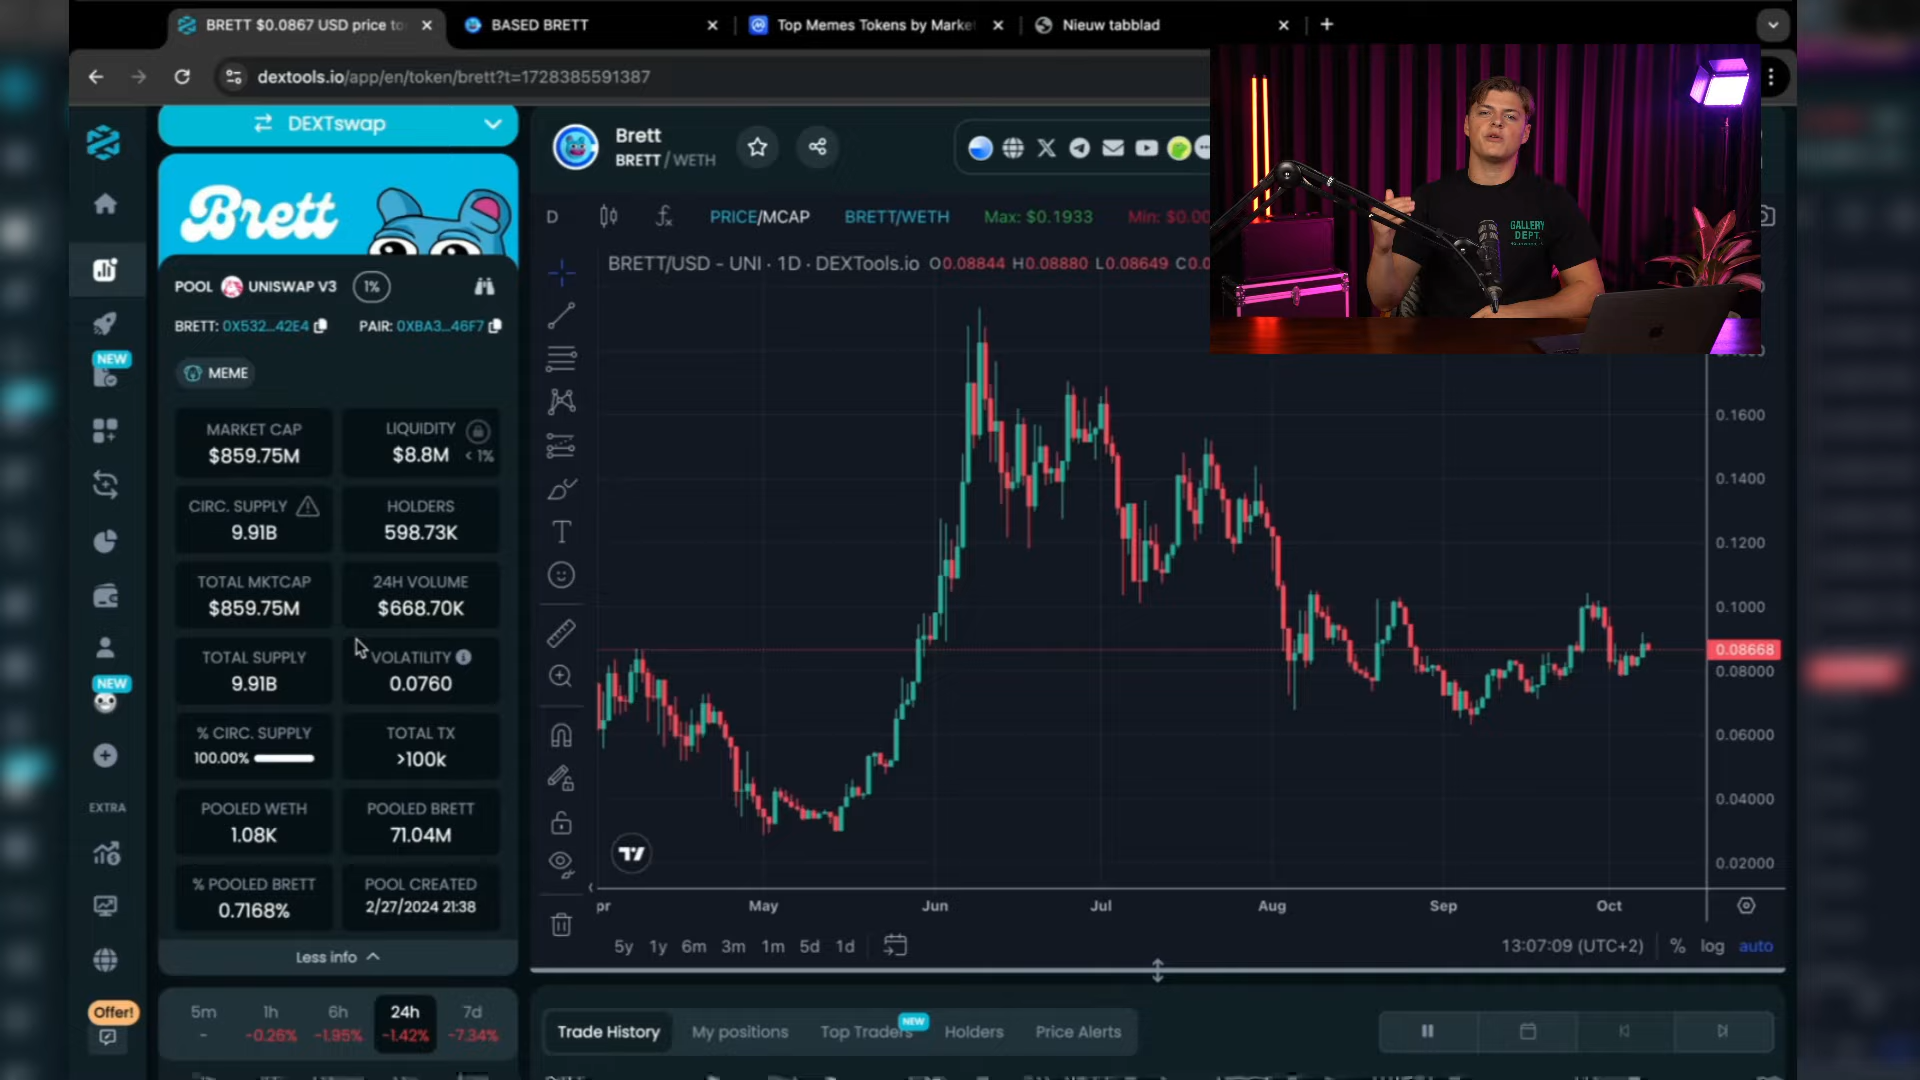 BRETT $0.0867 USD price to
BASED BRETT
Top Memes Tokens by Marke
Nieuw tabblad
dextools.io/app/en/token/brett?t=1728385591387
DEXTswap
Brett
POOL UNISWAP V3 1%
BRETT: 0X532...42E4 PAIR: 0XBA3...46F7
MEME
MARKET CAP
$859.75M
LIQUIDITY
$8.8M < 1%
CIRC. SUPPLY
9.91B
HOLDERS
598.73K
TOTAL MKTCAP
$859.75M
24H VOLUME
$668.70K
TOTAL SUPPLY
9.91B
VOLATILITY
0.0760
% CIRC. SUPPLY
100.00%
TOTAL TX
>100k
POOLED WETH
1.08K
POOLED BRETT
71.04M
% POOLED BRETT
0.7168%
POOL CREATED
2/27/2024 21:38
Less info
5m 1h 6h 24h 7d
- -0.26% -1.95% -1.42% -7.34%
NEW
NEW
EXTRA
Offer!
Brett
BRETT / WETH
D PRICE/MCAP BRETT/WETH Max: $0.1933 Min: $0.00
BRETT/USD - UNI · 1D · DEXTools.io O0.08844 H0.08880 L0.08649 C0.0
GALLERY
DEPT.
0.1600
0.1400
0.1200
0.1000
0.08668
0.08000
0.06000
0.04000
0.02000
pr May Jun Jul Aug Sep Oct
5y 1y 6m 3m 1m 5d 1d
13:07:09 (UTC+2) % log auto
Trade History My positions Top Traders NEW Holders Price Alerts